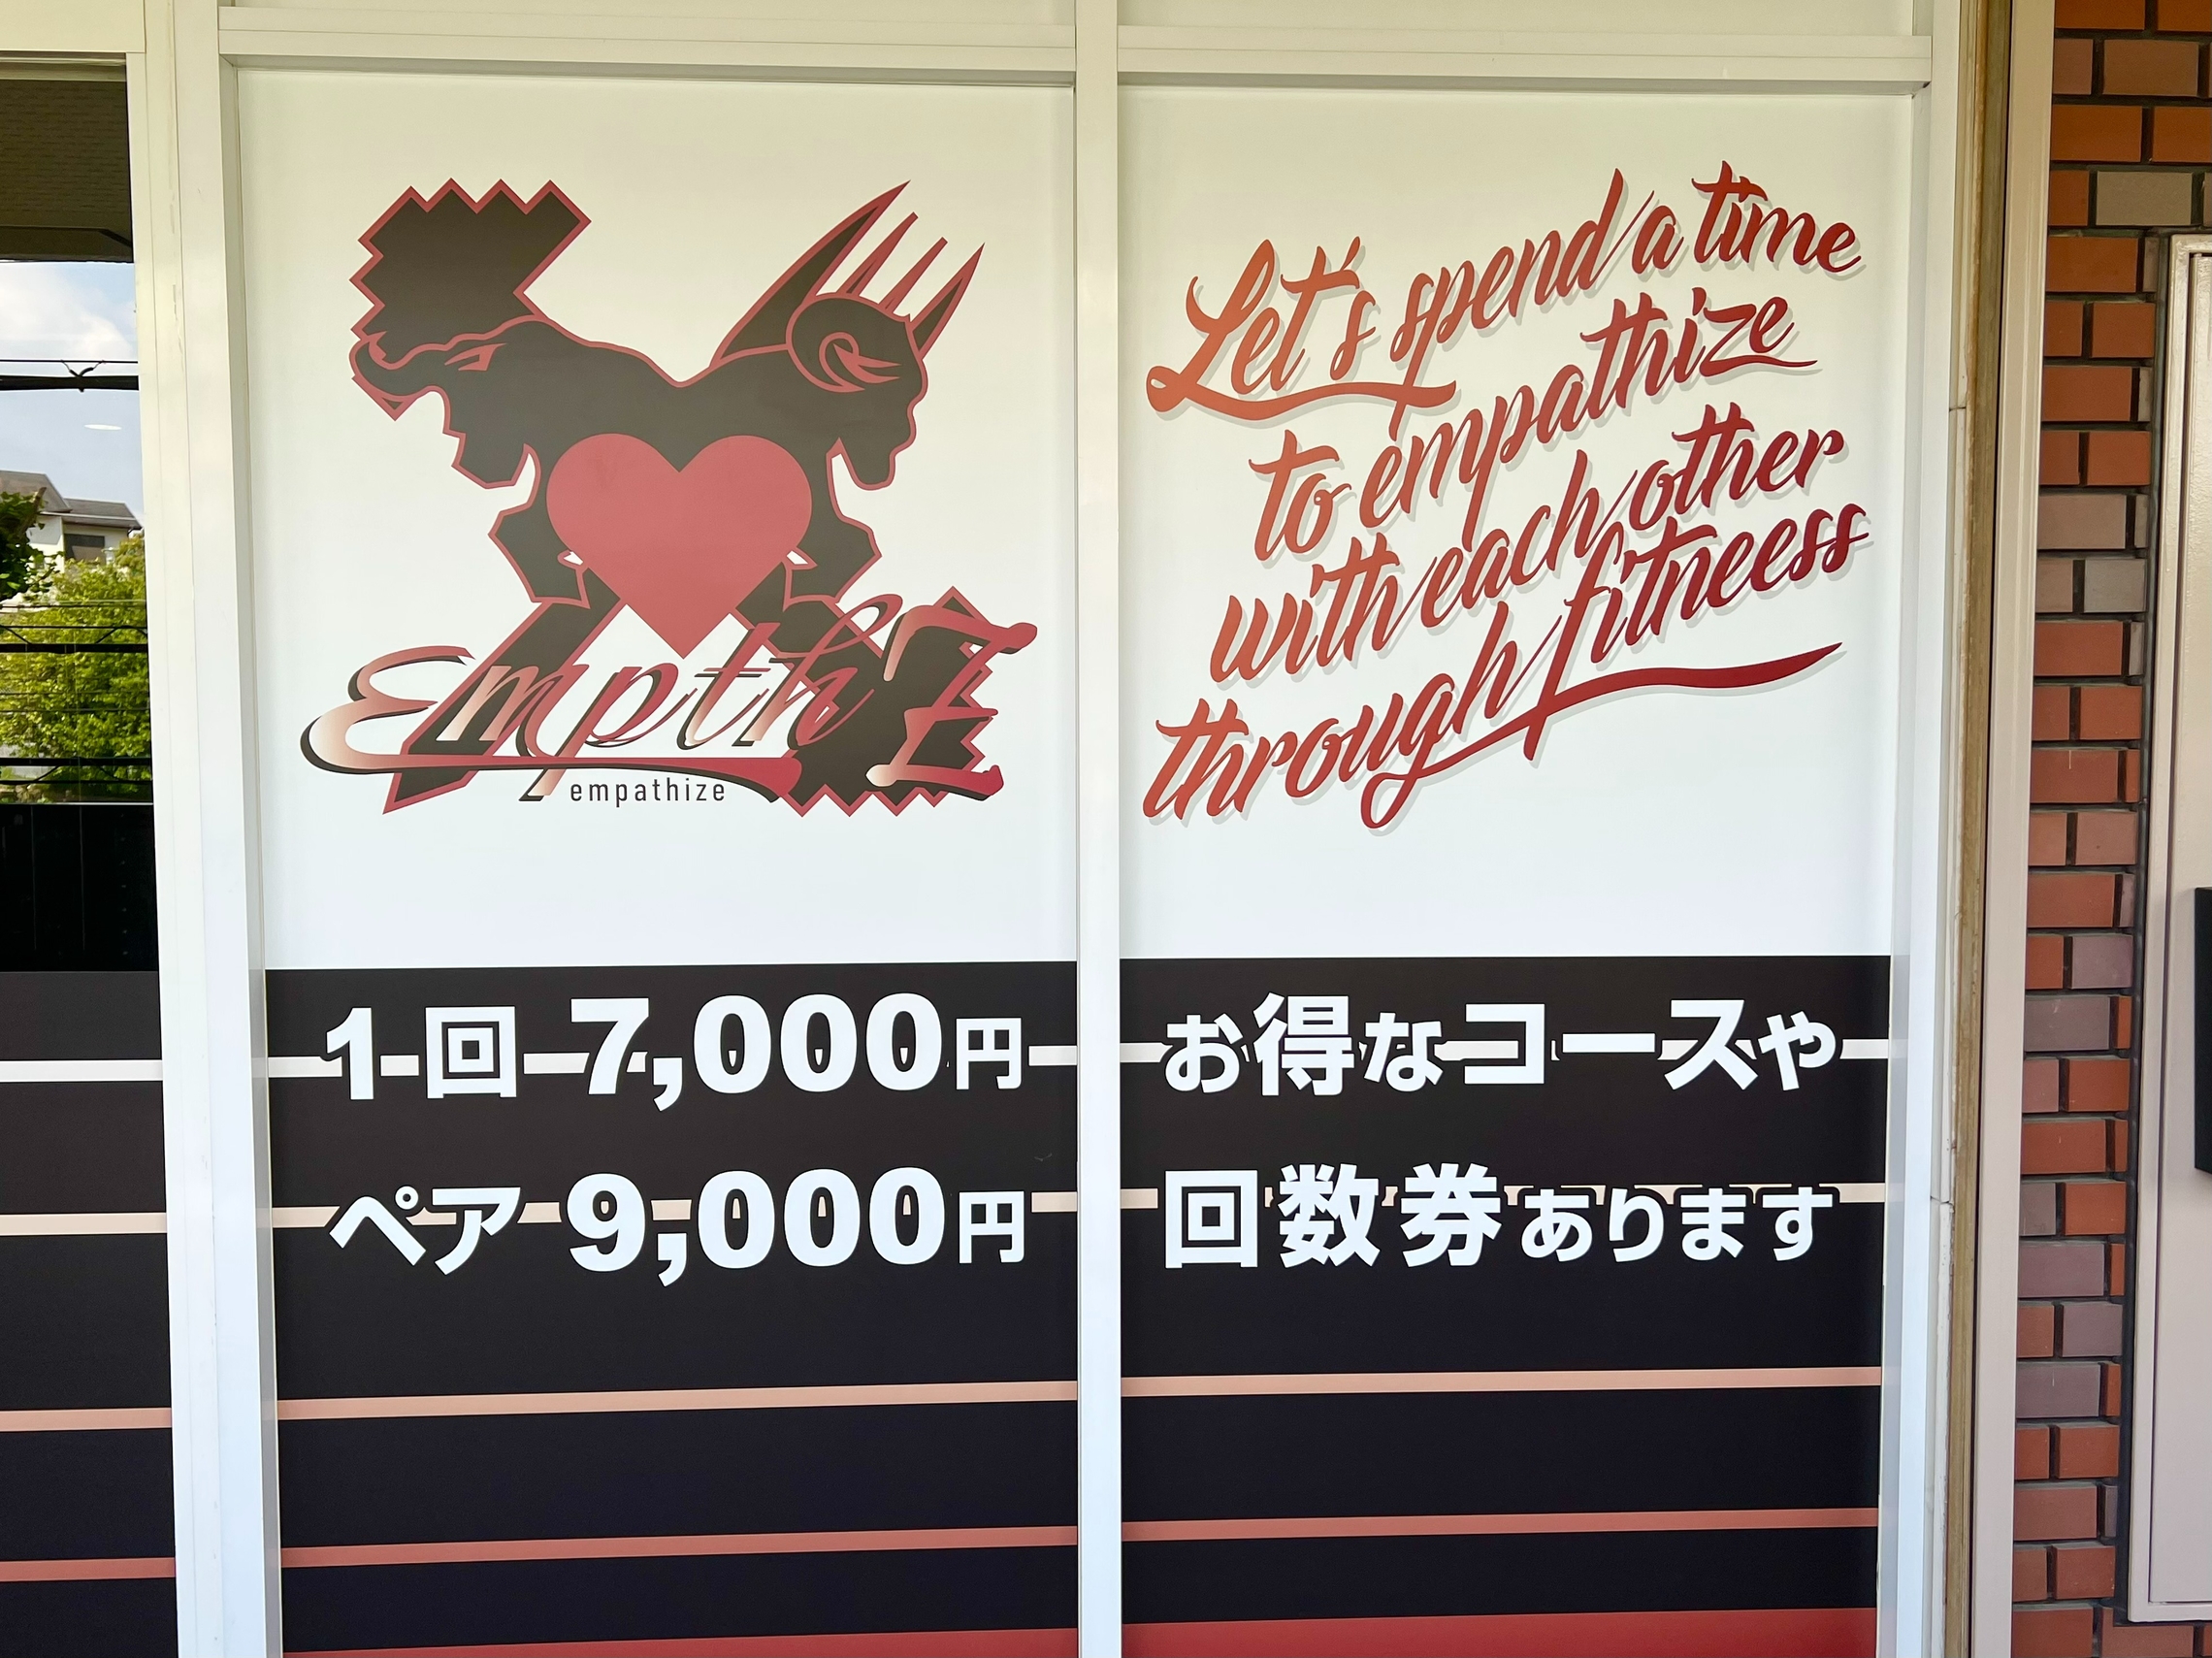 EmpthZ
empathize
Let's spend a time
to empathize
with each other
through fitneess
1回 7,000円
ペア 9,000円
お得なコースや
回数券あります